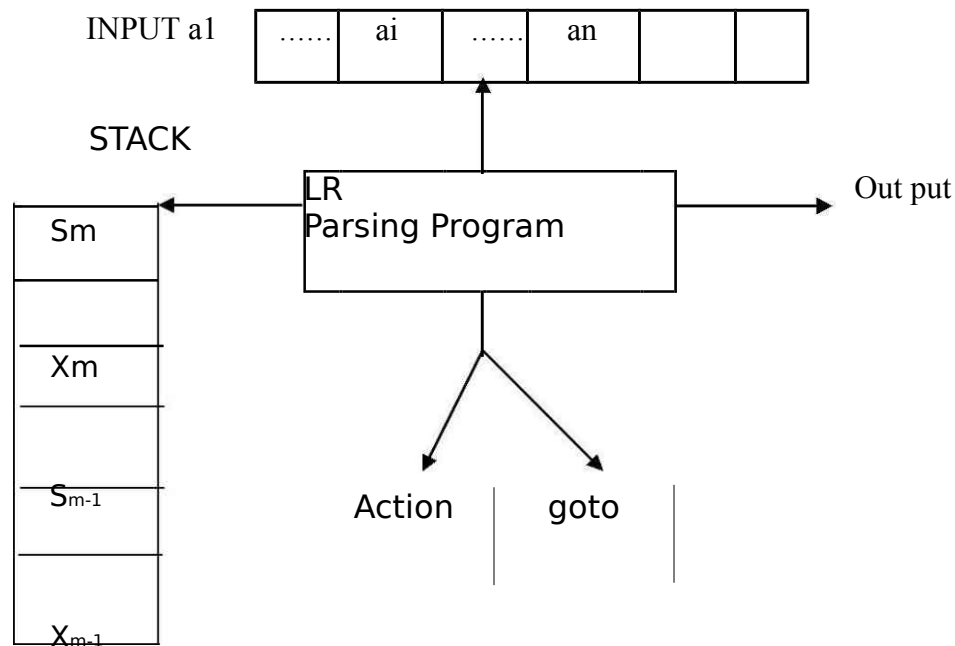 INPUT a1 …… ai …… an
STACK
LR
Parsing Program
Out put
Sm
Xm
Sm-1
Xm-1
Action goto